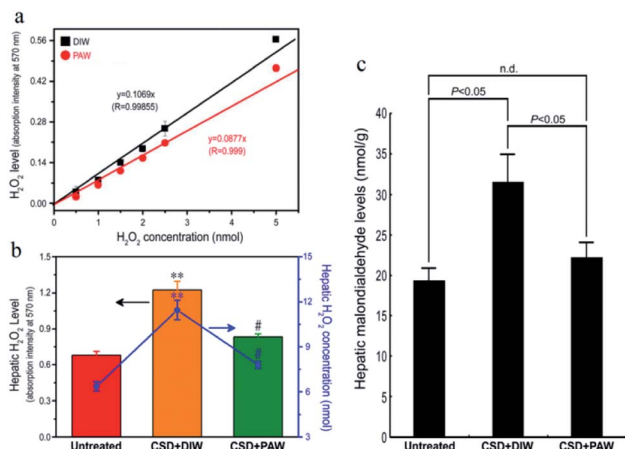 a
0.56
0.42
0.28
0.14
0.00
H₂O₂ level (absorption intensity at 570 nm)
DIW
PAW
y=0.1069x
(R=0.99855)
y=0.0877x
(R=0.999)
0 1 2 3 4 5
H₂O₂ concentration (nmol)
b
1.5
1.2
0.9
0.6
0.3
0.0
Hepatic H₂O₂ Level
(absorption intensity at 570 nm)
**
**
#
#
15
12
9
6
3
Hepatic H₂O₂
concentration (nmol)
Untreated CSD+DIW CSD+PAW
c
n.d.
P<0.05
P<0.05
40
35
30
25
20
15
10
5
0
Hepatic malondialdehyde levels (nmol/g)
Untreated CSD+DIW CSD+PAW